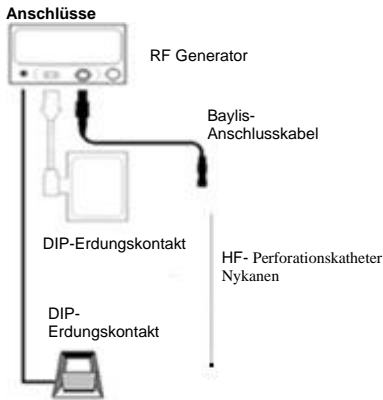 Anschlüsse
RF Generator
Baylis-
Anschlusskabel
DIP-Erdungskontakt
HF- Perforationskatheter
Nykanen
DIP-
Erdungskontakt